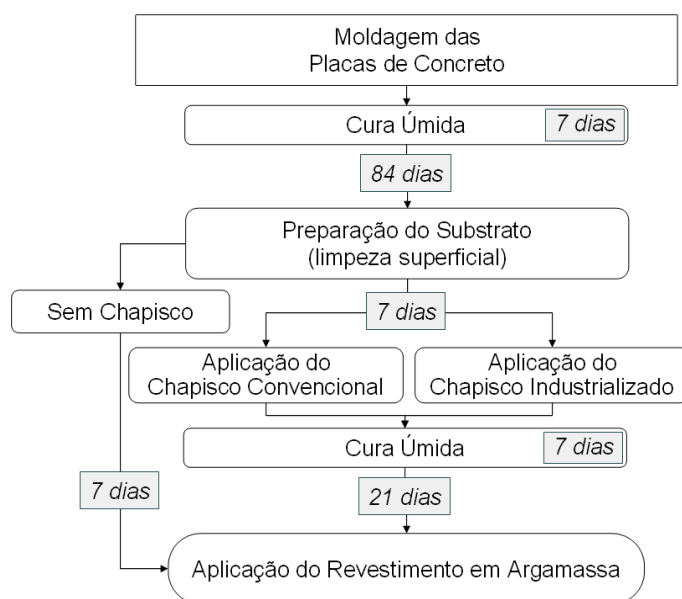 Moldagem das
Placas de Concreto
Cura Úmida
7 dias
84 dias
Preparação do Substrato
(limpeza superficial)
Sem Chapisco
7 dias
Aplicação do
Chapisco Convencional
Aplicação do
Chapisco Industrializado
Cura Úmida
7 dias
7 dias
21 dias
Aplicação do Revestimento em Argamassa